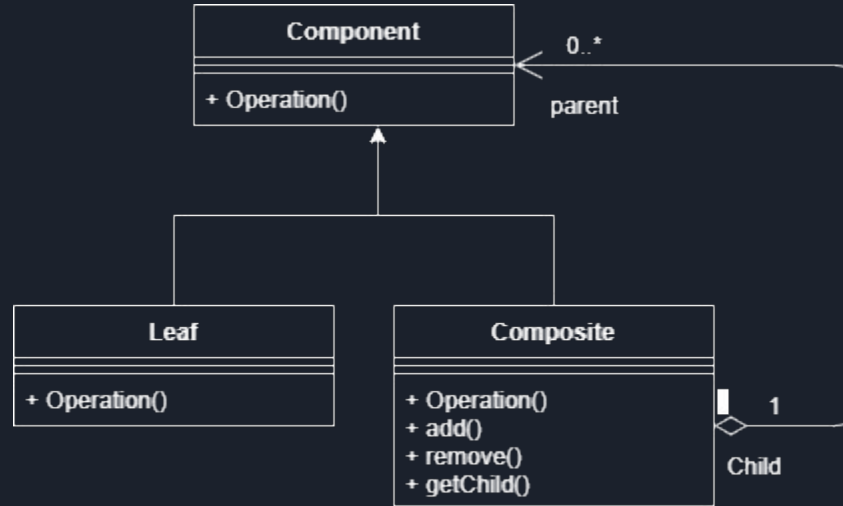 Component
0..*
+ Operation()
parent
Leaf
Composite
+ Operation()
+ Operation()
+ add()
+ remove()
+ getChild()
1
Child